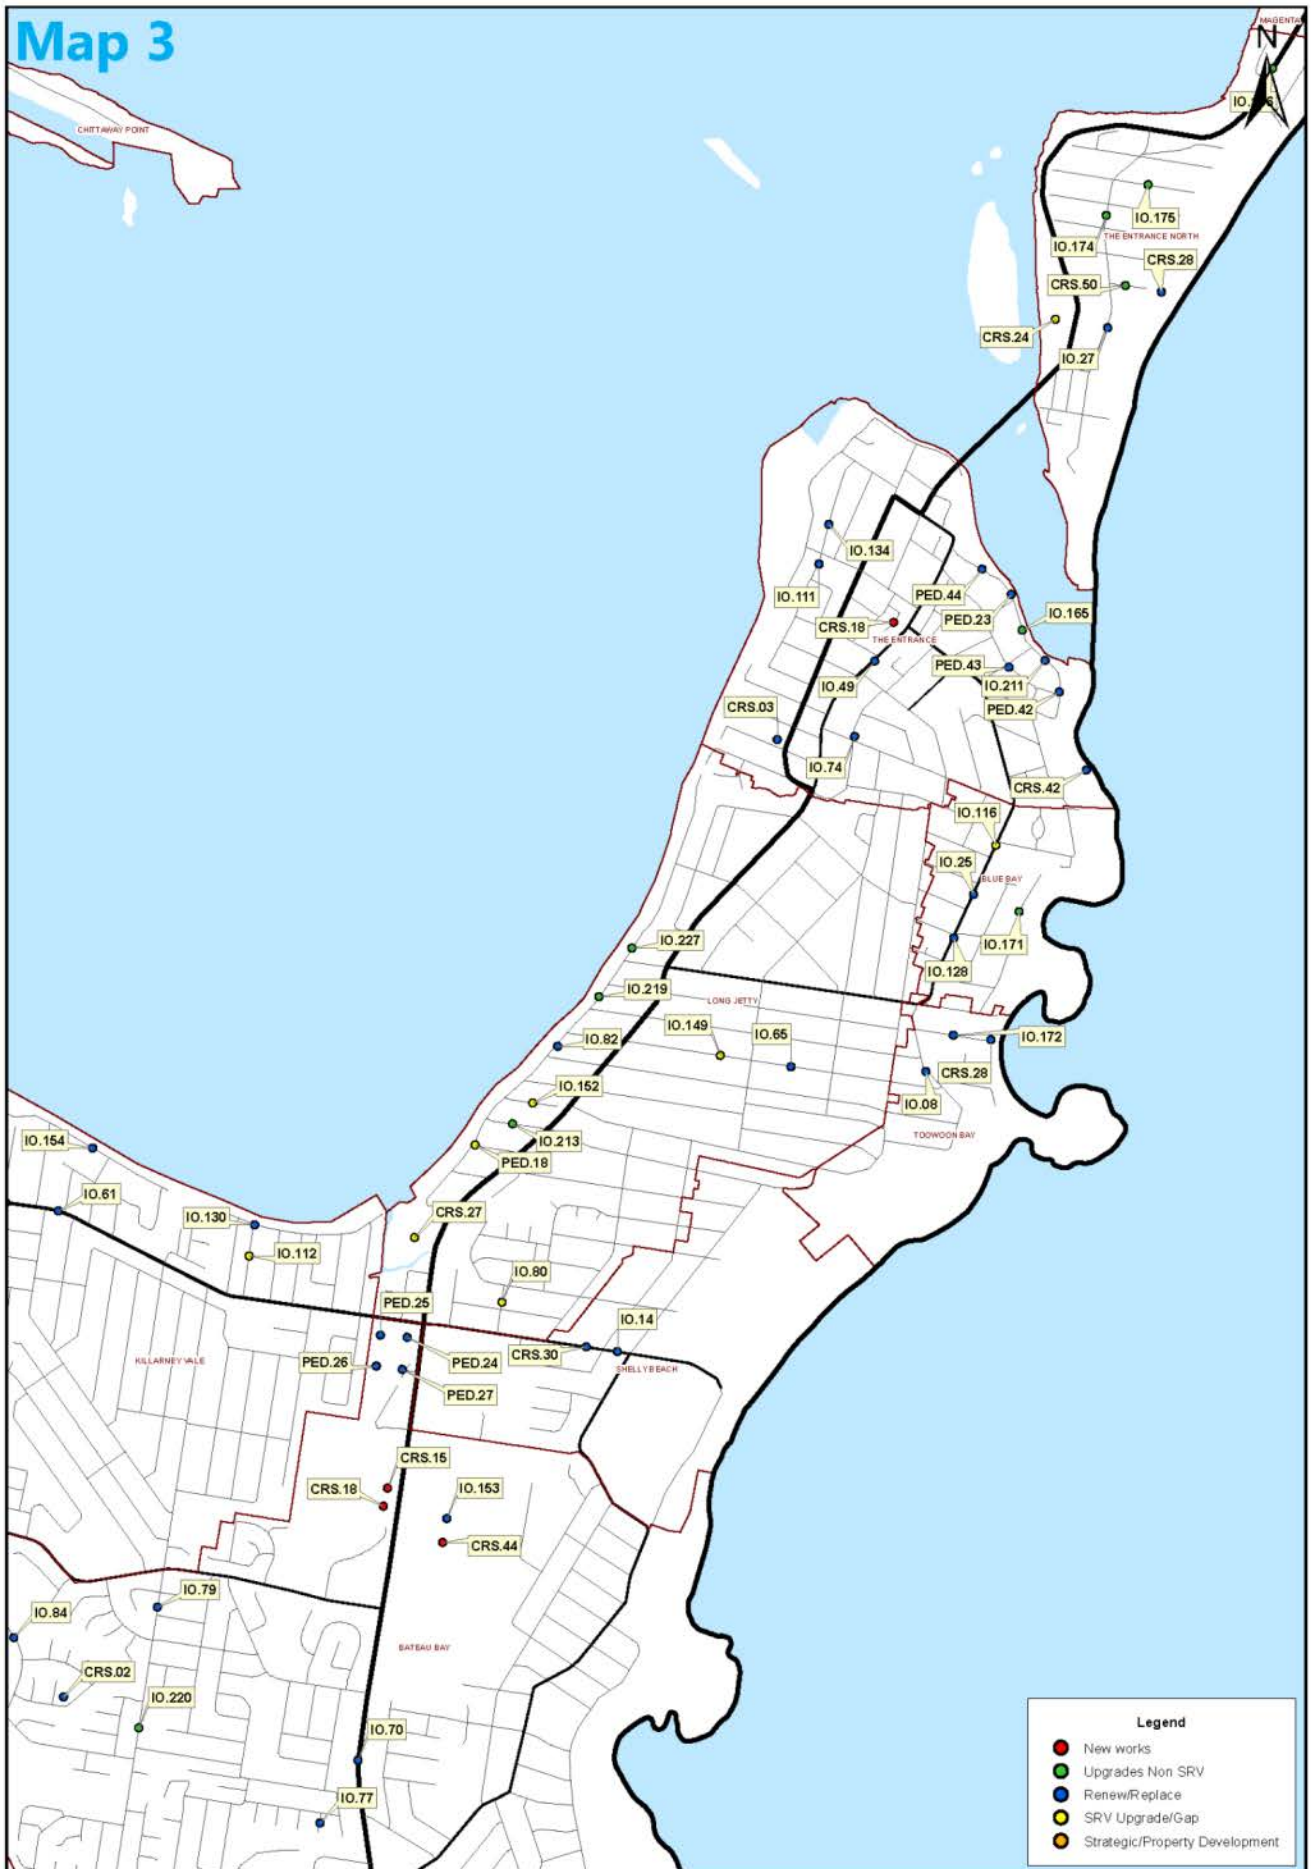 Map 3
MAGENTA
N
CHITTAWAY POINT
IO.175
IO.174
THE ENTRANCE NORTH
CRS.28
CRS.50
CRS.24
IO.27
IO.134
IO.111
PED.44
PED.23
IO.165
CRS.18
THE ENTRANCE
PED.43
IO.49
IO.211
PED.42
CRS.03
IO.74
CRS.42
IO.116
IO.25
BLUE BAY
IO.227
IO.171
IO.128
IO.219
LONG JETTY
IO.149
IO.65
IO.82
IO.172
CRS.28
IO.152
IO.08
IO.213
TOOWOON BAY
IO.154
PED.18
IO.61
CRS.27
IO.130
IO.112
IO.80
PED.25
IO.14
PED.26
PED.24
CRS.30
KILLARNEY VALE
SHELLY BEACH
PED.27
CRS.15
CRS.18
IO.153
CRS.44
IO.79
IO.84
BATEAU BAY
CRS.02
IO.220
IO.70
IO.77
Legend
New works
Upgrades Non SRV
Renew/Replace
SRV Upgrade/Gap
Strategic/Property Development